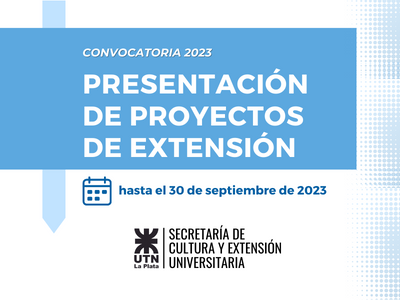 CONVOCATORIA 2023
PRESENTACIÓN
DE PROYECTOS
DE EXTENSIÓN
hasta el 30 de septiembre de 2023
UTN
La Plata
SECRETARÍA DE
CULTURA Y EXTENSIÓN
UNIVERSITARIA